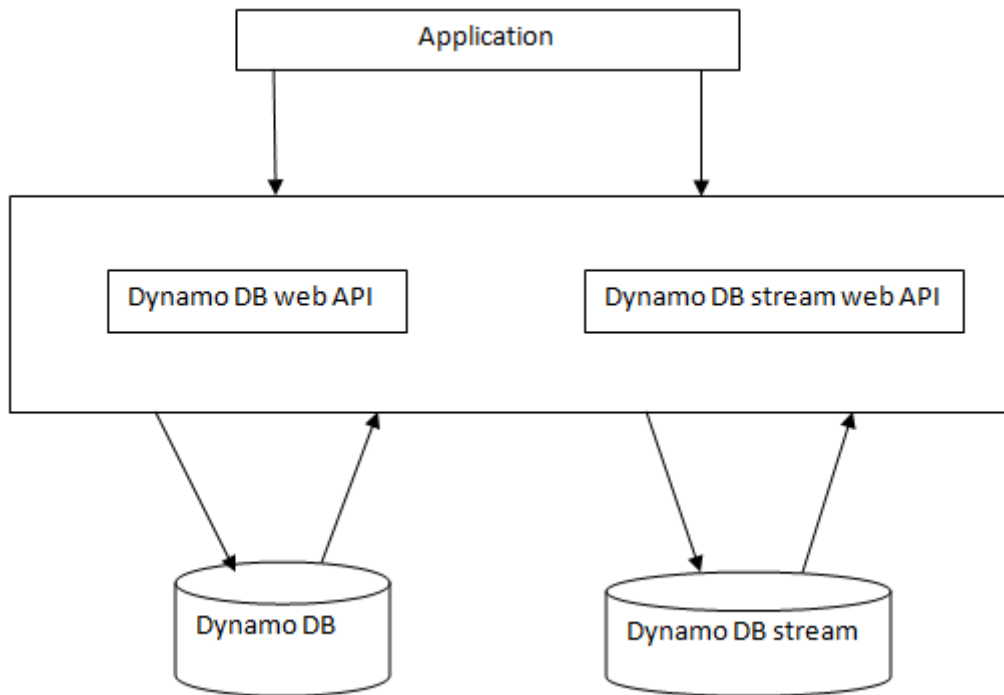 Application
Dynamo DB web API
Dynamo DB stream web API
Dynamo DB
Dynamo DB stream